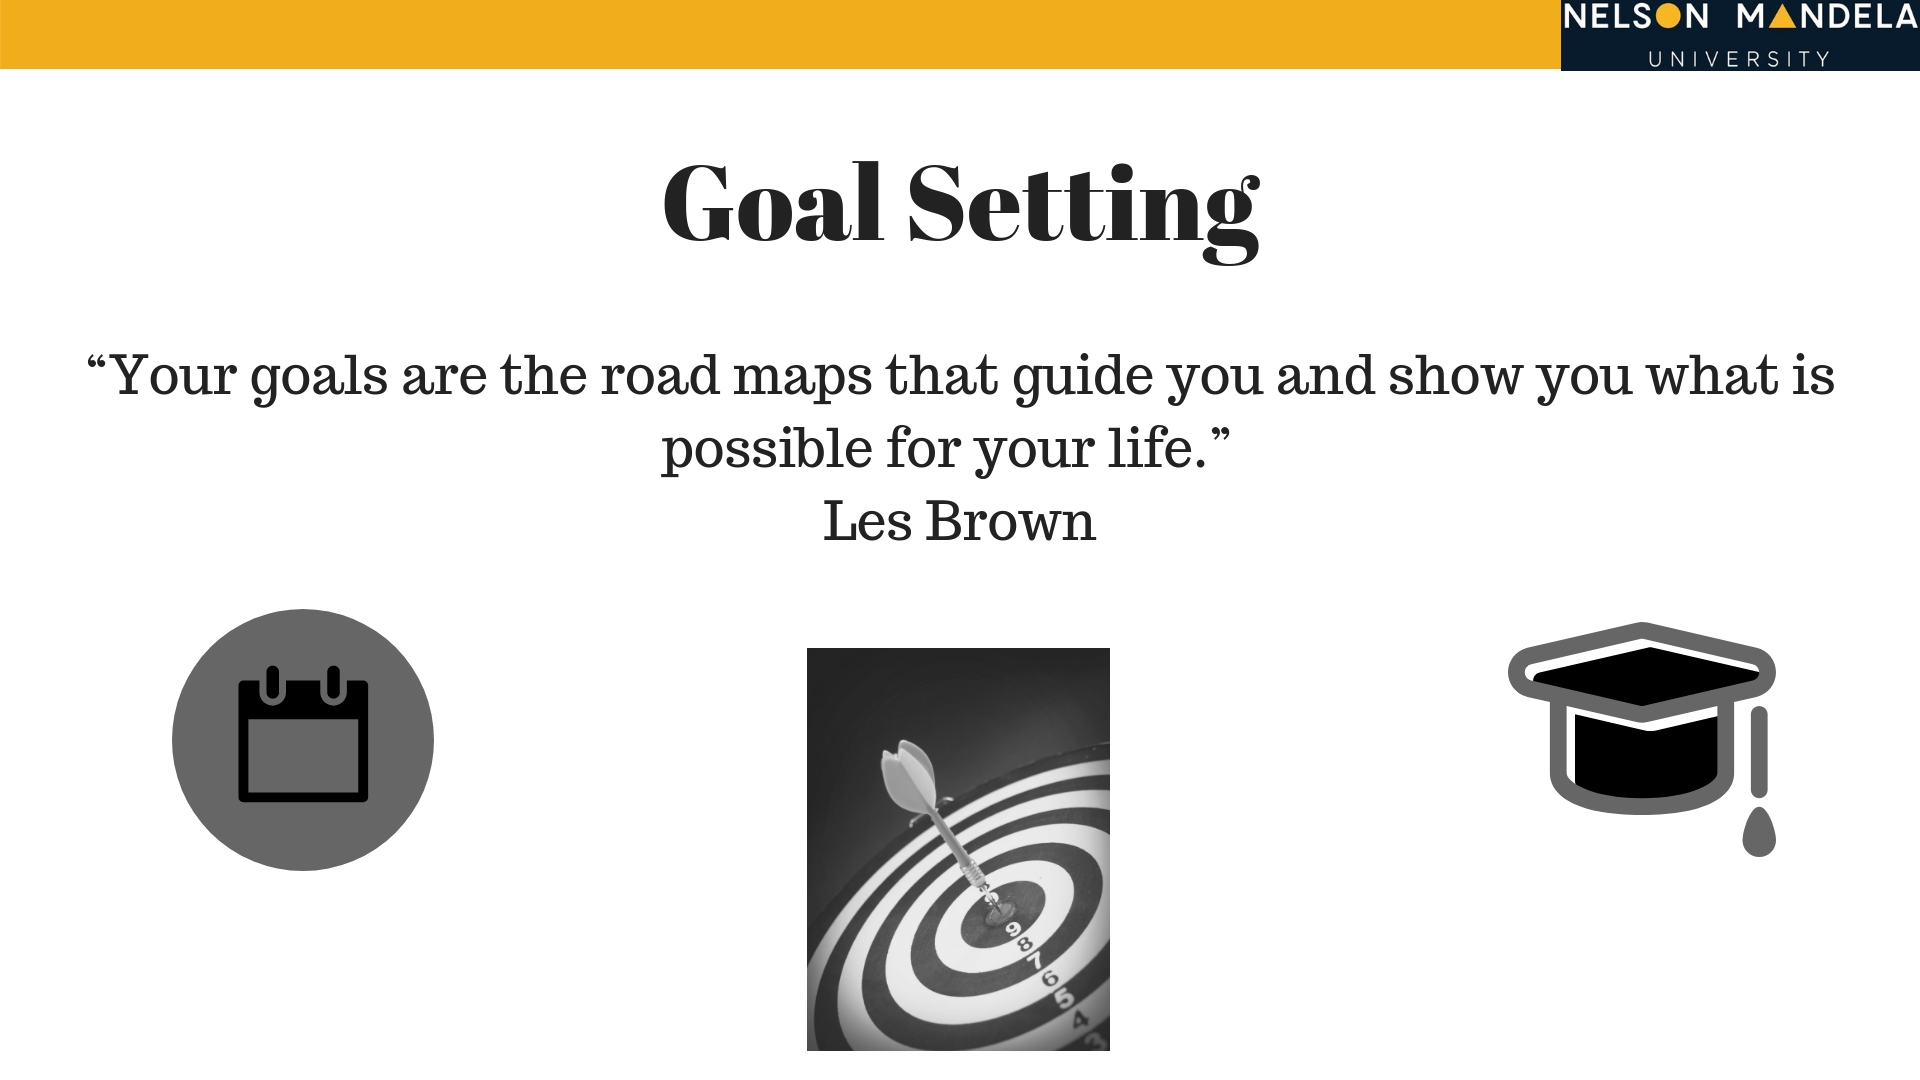 NELSON MANDELA
UNIVERSITY
Goal Setting
“Your goals are the road maps that guide you and show you what is
possible for your life.”
Les Brown
9
8
7
6
5
4
3